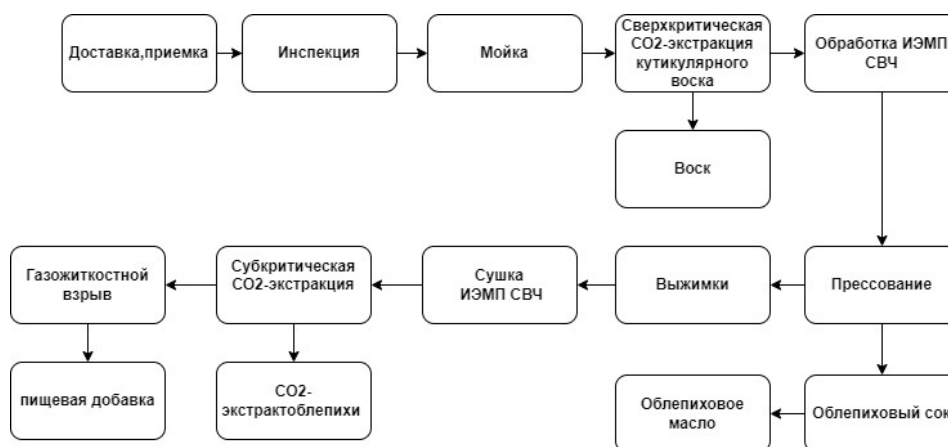 Доставка,приемка
Инспекция
Мойка
Сверхкритическая
СО2-экстракция
кутикулярного
воска
Обработка ИЭМП
СВЧ
Воск
Газожиткостной
взрыв
Субкритическая
СО2-экстракция
Сушка
ИЭМП СВЧ
Выжимки
Прессование
пищевая добавка
СО2-
экстрактоблепихи
Облепиховое
масло
Облепиховый сок